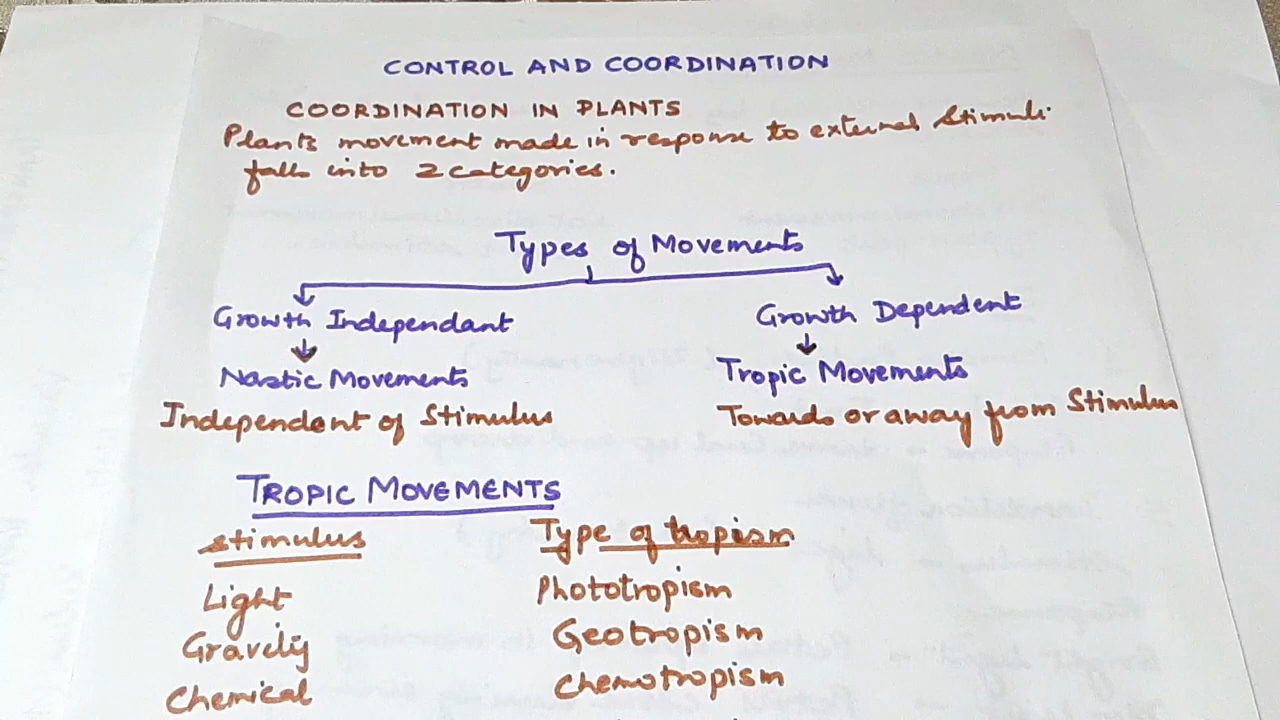 CONTROL AND COORDINATION
COORDINATION IN PLANTS
Plants movement made in response to external stimuli
falls into 2 categories.
Types of Movements
Growth Independant Growth Dependent
Nastic Movements Tropic Movements
Independent of Stimulus Towards or away from Stimulus
TROPIC MOVEMENTS
stimulus Type of tropism
Light Phototropism
Gravity Geotropism
Chemical Chemotropism